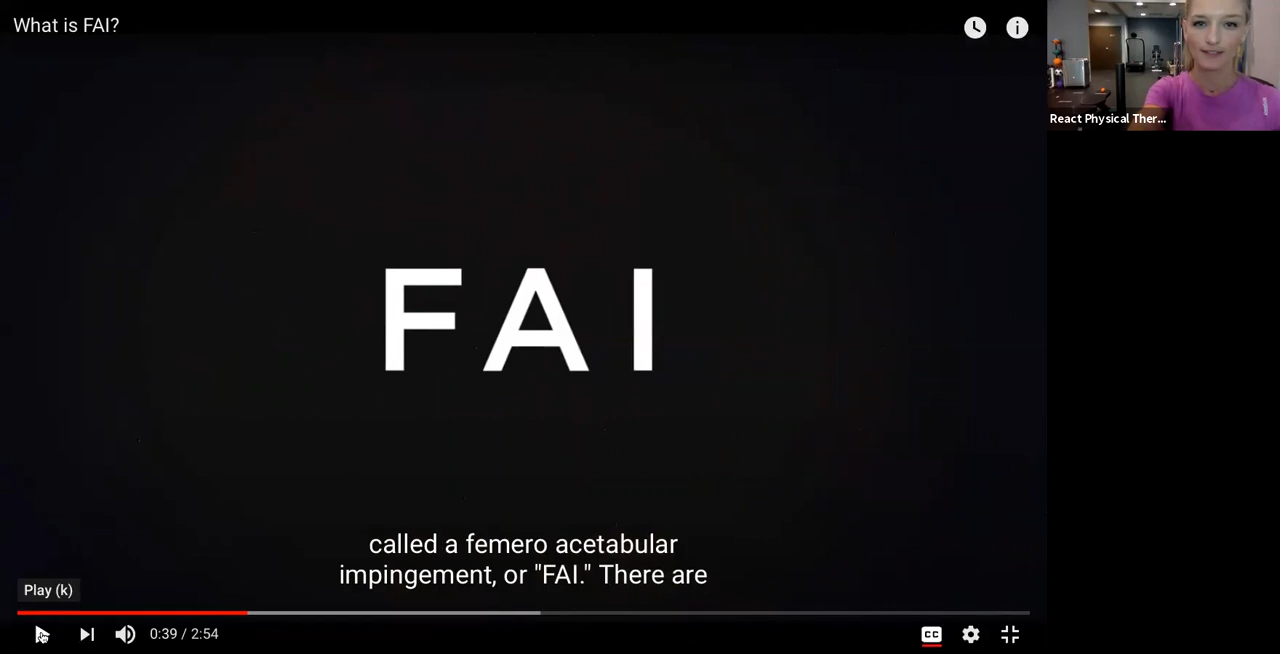 What is FAI?
React Physical Ther...
FAI
called a femero acetabular
impingement, or "FAI." There are
Play (k)
0:39 / 2:54
CC